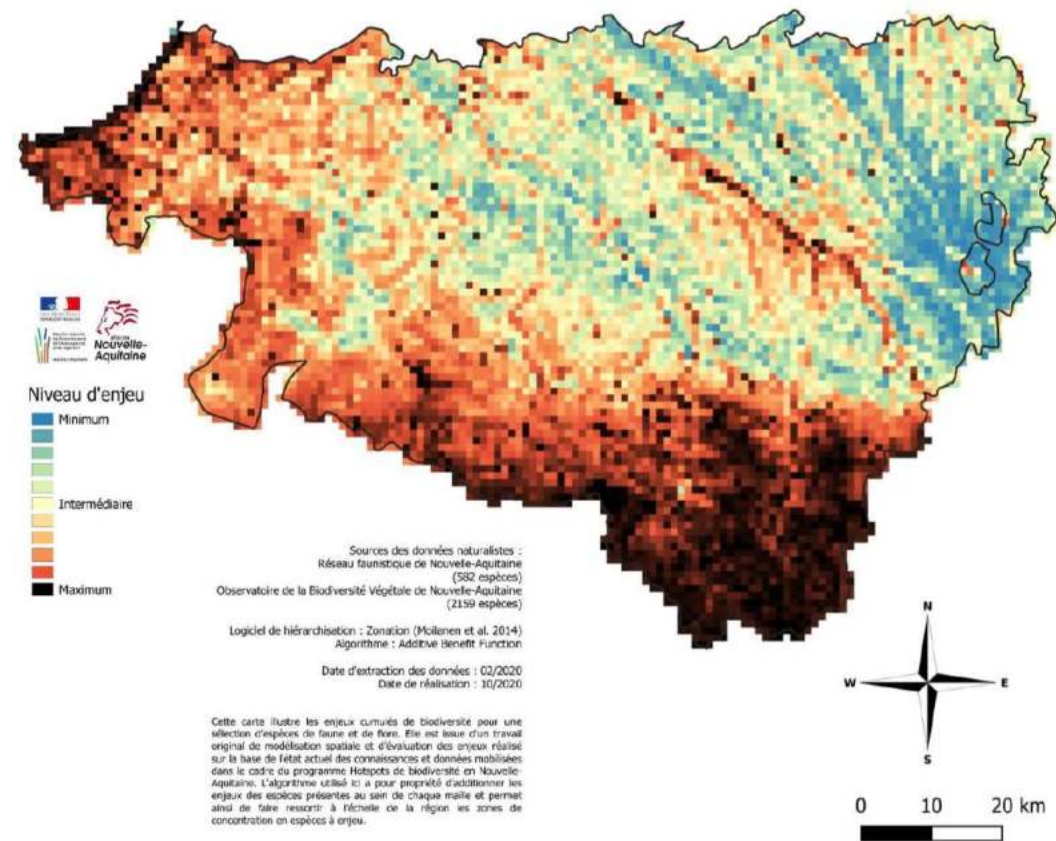 Nouvelle-
Aquitaine
Niveau d'enjeu
Minimum
Intermédiaire
Maximum
Sources des données naturalistes :
Réseau faunistique de Nouvelle-Aquitaine
(582 espèces)
Observatoire de la Biodiversité Végétale de Nouvelle-Aquitaine
(2159 espèces)
Logiciel de hiérarchisation : Zonation (Moilanen et al. 2014)
Algorithme : Additive Benefit Function
Date d'extraction des données : 02/2020
Date de réalisation : 10/2020
Cette carte illustre les enjeux cumulés de biodiversité pour une
sélection d'espèces de faune et de flore. Elle est issue d'un travail
original de modélisation spatiale et d'évaluation des enjeux réalisé
sur la base de l'état actuel des connaissances et données mobilisées
dans le cadre du programme Hotspots de biodiversité en Nouvelle-
Aquitaine. L'algorithme utilisé ici a pour propriété d'additionner les
enjeux des espèces présentes au sein de chaque maille et permet
ainsi de faire ressortir à l'échelle de la région les zones de
concentration en espèces à enjeu.
N
W E
S
0 10 20 km